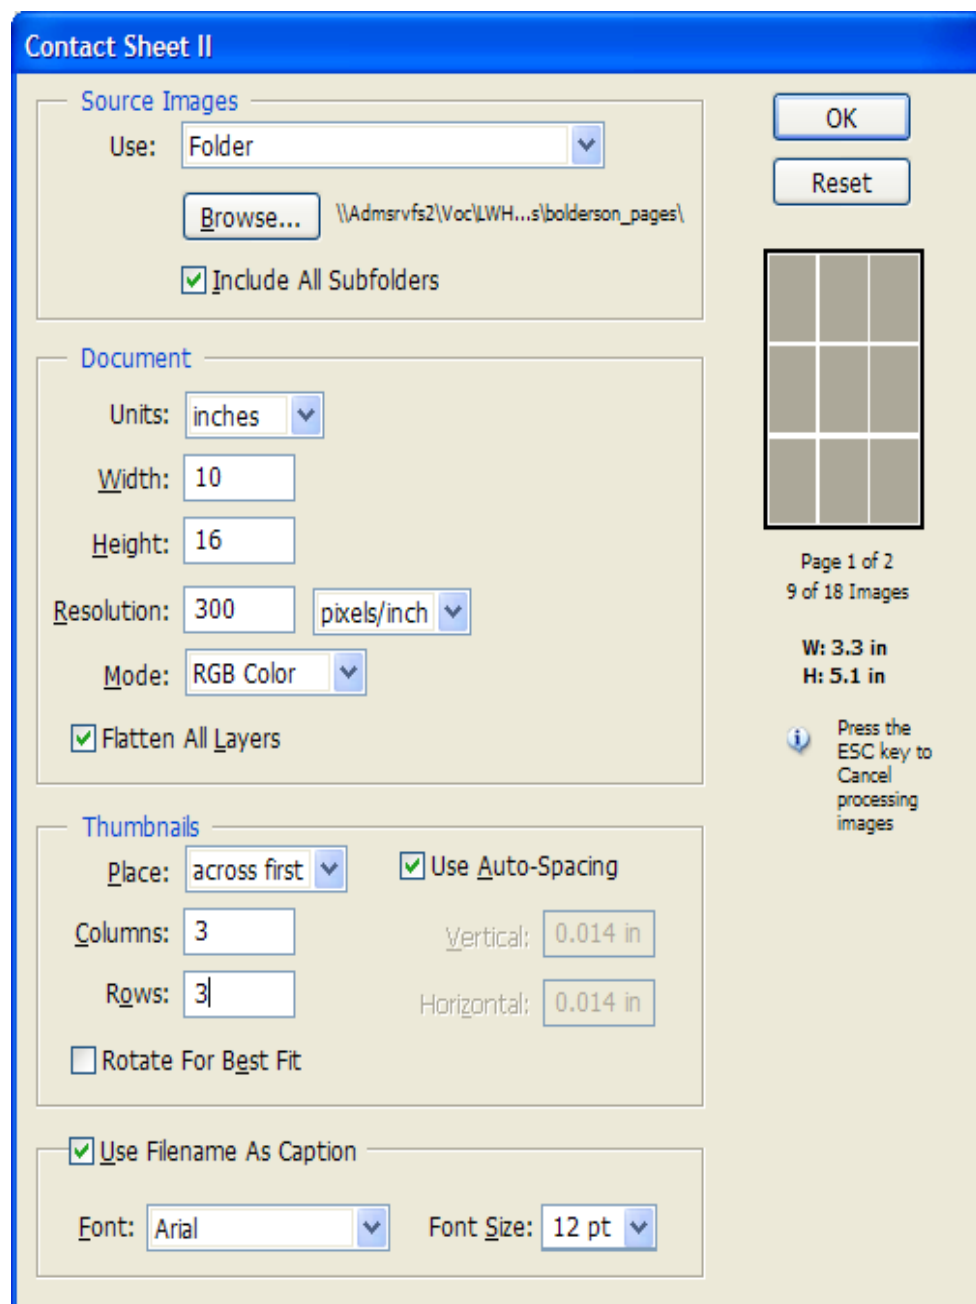 Contact Sheet II
Source Images
Use: Folder
Browse... \\Admsrvfs2\Voc\LWH...s\bolderson_pages\
Include All Subfolders
OK
Reset
Document
Units: inches
Width: 10
Height: 16
Resolution: 300 pixels/inch
Mode: RGB Color
Flatten All Layers
Page 1 of 2
9 of 18 Images
W: 3.3 in
H: 5.1 in
Press the
ESC key to
Cancel
processing
images
Thumbnails
Place: across first Use Auto-Spacing
Columns: 3 Vertical: 0.014 in
Rows: 3 Horizontal: 0.014 in
Rotate For Best Fit
Use Filename As Caption
Font: Arial Font Size: 12 pt